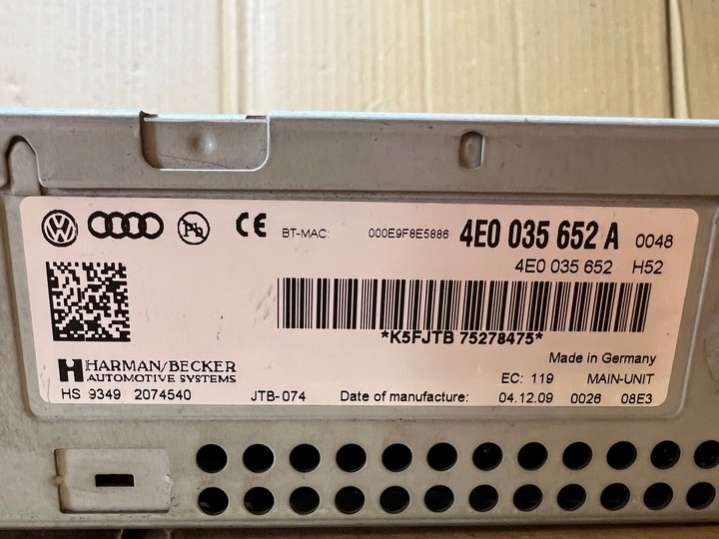 VW Pb CE BT-MAC: 000E9F8E5886 4E0 035 652 A 0048
4E0 035 652 H52
*K5FJTB 75278475*
HARMAN/BECKER
AUTOMOTIVE SYSTEMS
Made in Germany
EC: 119 MAIN-UNIT
HS 9349 2074540 JTB-074 Date of manufacture: 04.12.09 0026 08E3